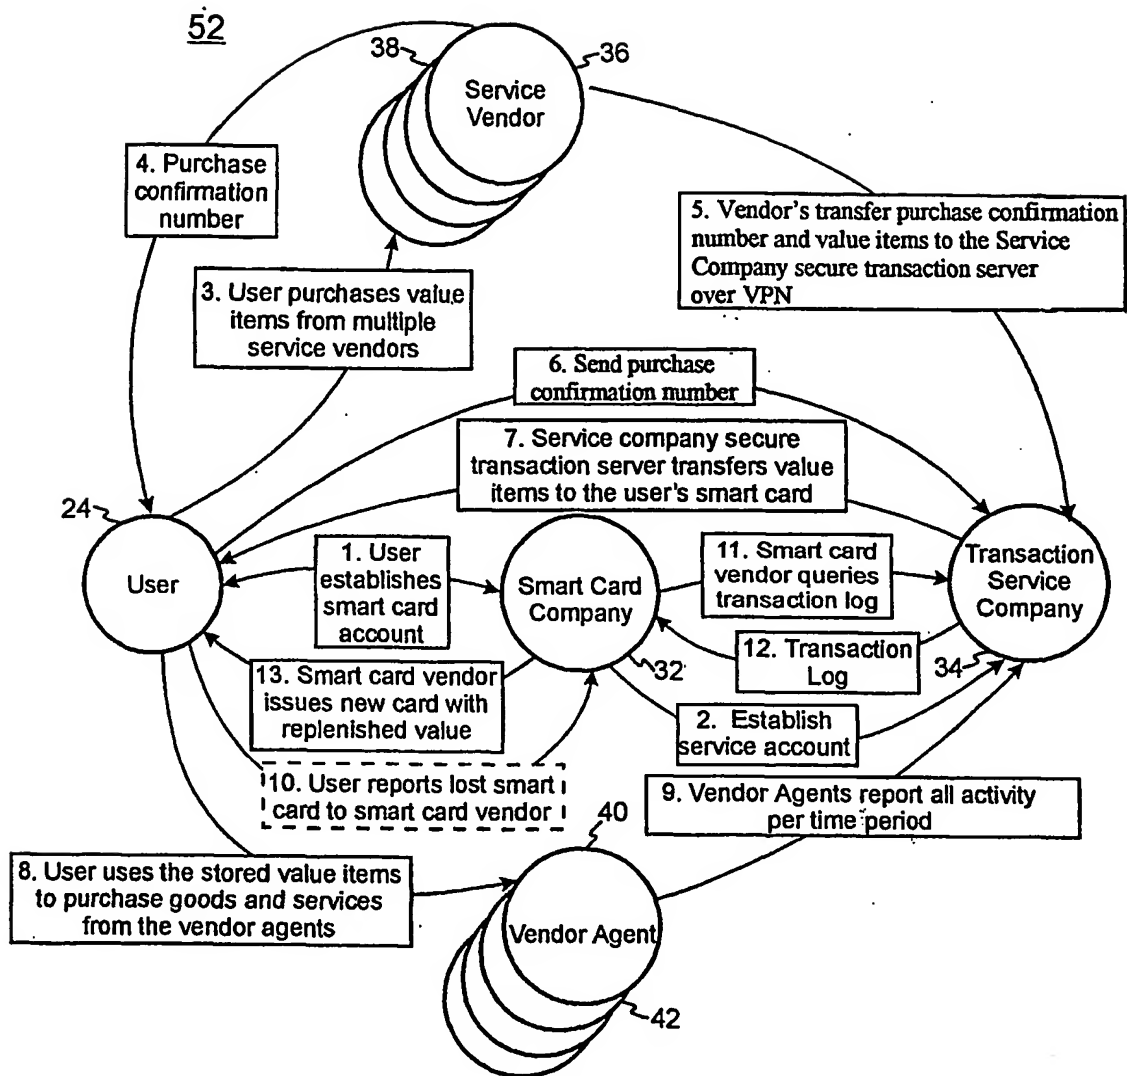 52
38
36
Service
Vendor
4. Purchase
confirmation
number
5. Vendor's transfer purchase confirmation
number and value items to the Service
Company secure transaction server
over VPN
3. User purchases value
items from multiple
service vendors
6. Send purchase
confirmation number
7. Service company secure
transaction server transfers value
items to the user's smart card
24
User
1. User
establishes
smart card
account
Smart Card
Company
11. Smart card
vendor queries
transaction log
Transaction
Service
Company
12. Transaction
Log
32
34
13. Smart card vendor
issues new card with
replenished value
2. Establish
service account
10. User reports lost smart
card to smart card vendor
9. Vendor Agents report all activity
per time period
40
8. User uses the stored value items
to purchase goods and services
from the vendor agents
Vendor Agent
42